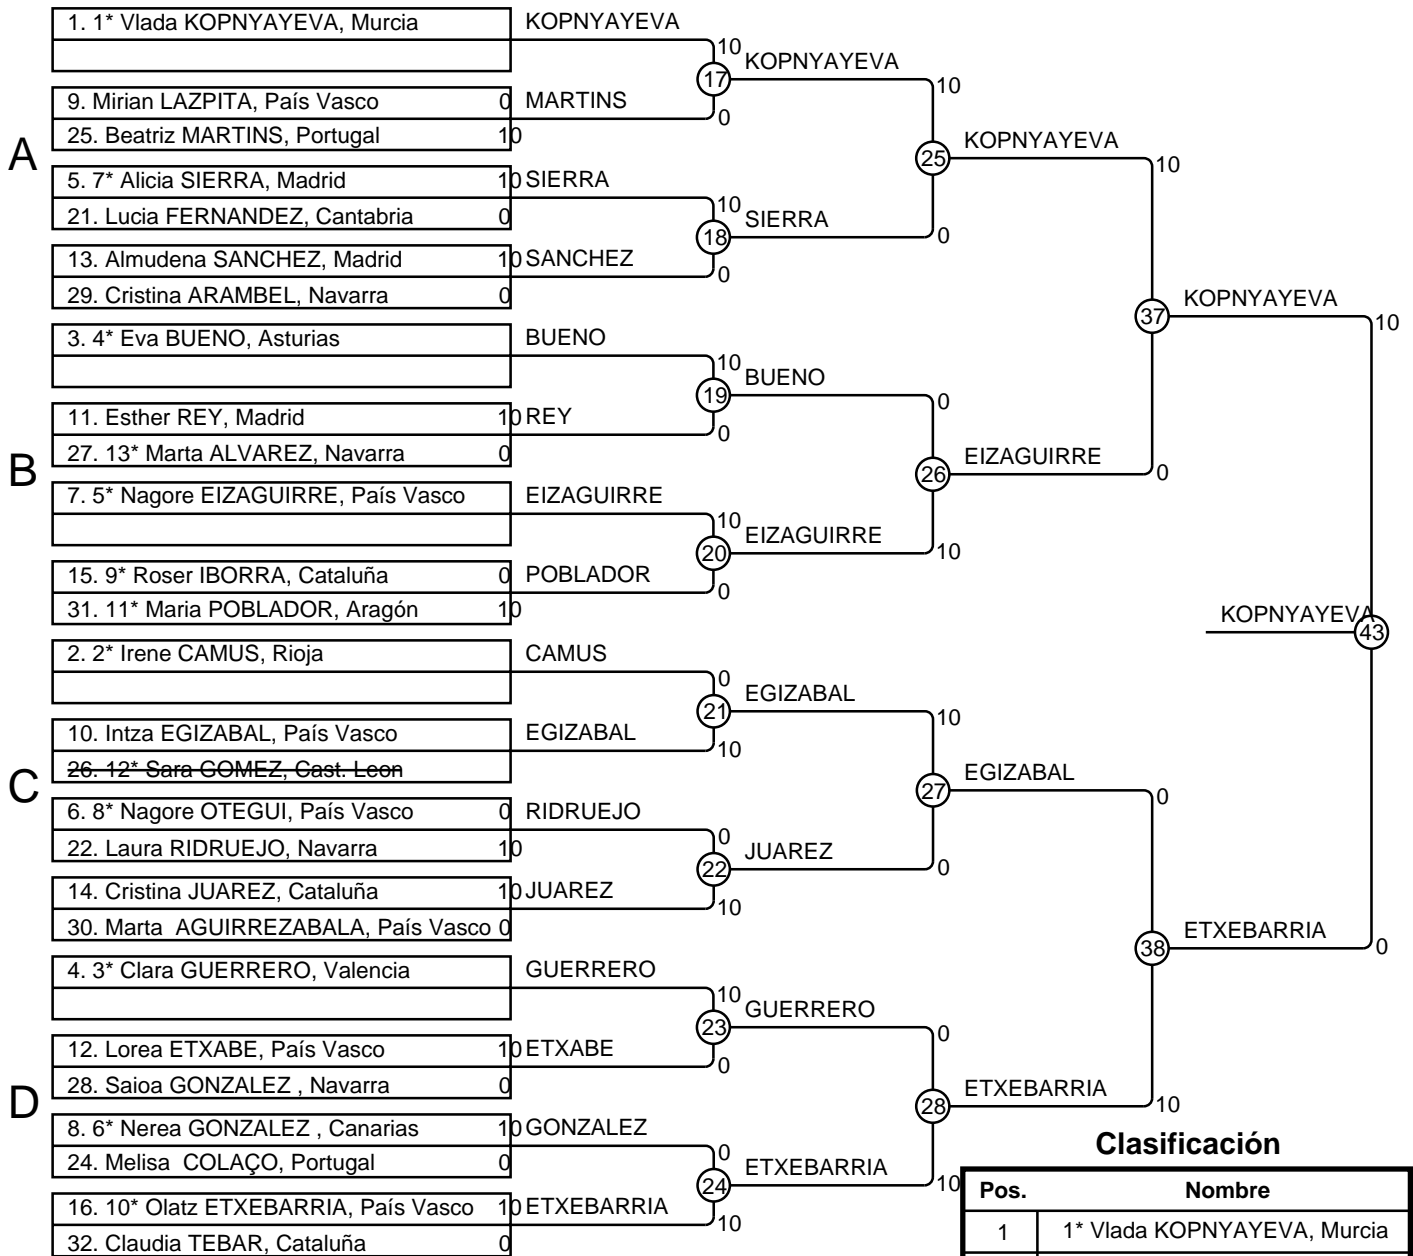 1. 1* Vlada KOPNYAYEVA, Murcia
KOPNYAYEVA
10
KOPNYAYEVA
17
10
9. Mirian LAZPITA, País Vasco 0
MARTINS
0
25. Beatriz MARTINS, Portugal 10
A
KOPNYAYEVA
25
10
5. 7* Alicia SIERRA, Madrid 10
SIERRA
10
21. Lucia FERNANDEZ, Cantabria 0
SIERRA
18
0
13. Almudena SANCHEZ, Madrid 10
SANCHEZ
0
29. Cristina ARAMBEL, Navarra 0
KOPNYAYEVA
37
10
3. 4* Eva BUENO, Asturias
BUENO
10
BUENO
19
0
11. Esther REY, Madrid 10
REY
0
27. 13* Marta ALVAREZ, Navarra 0
B
EIZAGUIRRE
26
0
7. 5* Nagore EIZAGUIRRE, País Vasco
EIZAGUIRRE
10
EIZAGUIRRE
20
10
15. 9* Roser IBORRA, Cataluña 0
POBLADOR
0
31. 11* Maria POBLADOR, Aragón 10
KOPNYAYEVA
43
2. 2* Irene CAMUS, Rioja
CAMUS
0
EGIZABAL
21
10
10. Intza EGIZABAL, País Vasco
EGIZABAL
10
26. 12* Sara GOMEZ, Cast. Leon
C
EGIZABAL
27
0
6. 8* Nagore OTEGUI, País Vasco 0
RIDRUEJO
0
22. Laura RIDRUEJO, Navarra 10
JUAREZ
22
0
14. Cristina JUAREZ, Cataluña 10
JUAREZ
10
30. Marta AGUIRREZABALA, País Vasco 0
ETXEBARRIA
38
0
4. 3* Clara GUERRERO, Valencia
GUERRERO
10
GUERRERO
23
0
12. Lorea ETXABE, País Vasco 10
ETXABE
0
28. Saioa GONZALEZ , Navarra 0
D
ETXEBARRIA
28
10
8. 6* Nerea GONZALEZ , Canarias 10
GONZALEZ
0
24. Melisa COLAÇO, Portugal 0
ETXEBARRIA
24
10
16. 10* Olatz ETXEBARRIA, País Vasco 10
ETXEBARRIA
10
32. Claudia TEBAR, Cataluña 0
Clasificación
Pos. Nombre
1 1* Vlada KOPNYAYEVA, Murcia